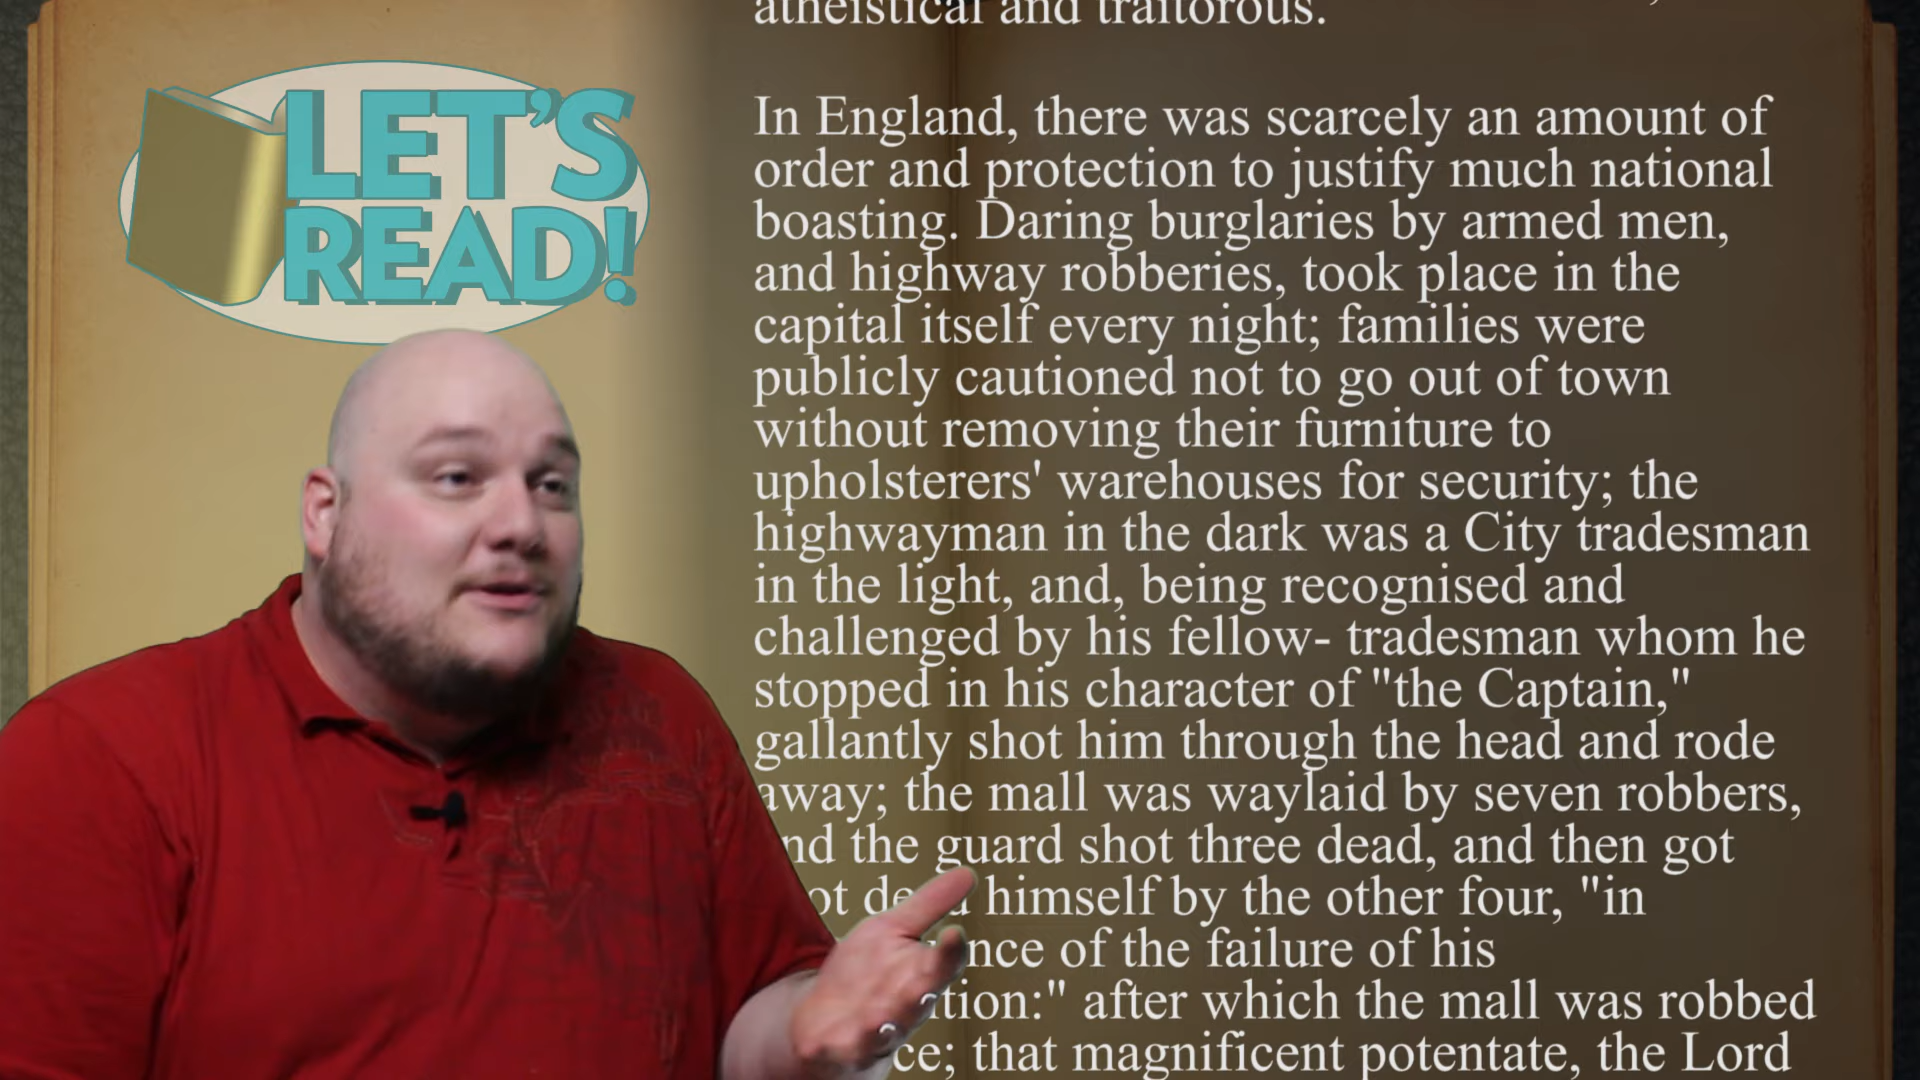 LET'S
READ!
atheistical and traitorous.
In England, there was scarcely an amount of
order and protection to justify much national
boasting. Daring burglaries by armed men,
and highway robberies, took place in the
capital itself every night; families were
publicly cautioned not to go out of town
without removing their furniture to
upholsterers' warehouses for security; the
highwayman in the dark was a City tradesman
in the light, and, being recognised and
challenged by his fellow- tradesman whom he
stopped in his character of "the Captain,"
gallantly shot him through the head and rode
away; the mall was waylaid by seven robbers,
the guard shot three dead, and then got
himself by the other four, "in
of the failure of his
after which the mall was robbed
that magnificent potentate, the Lord